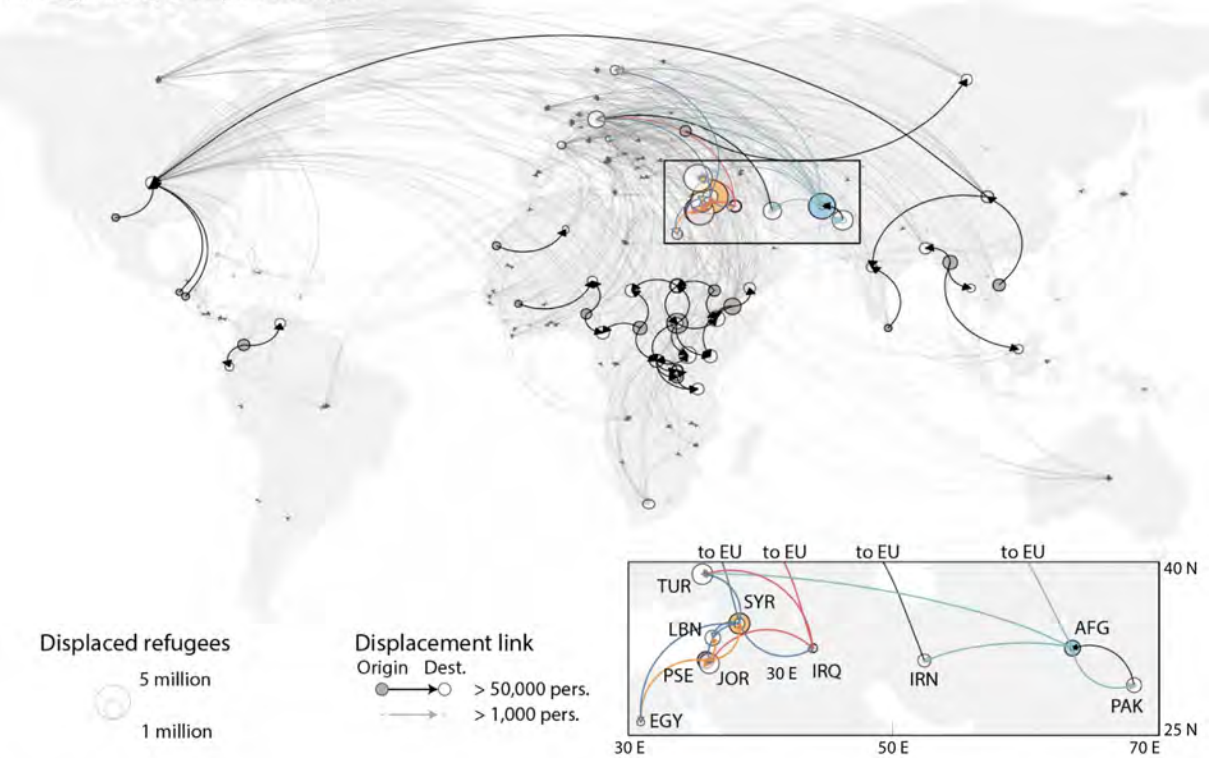 to EU
to EU
to EU
to EU
40 N
TUR
SYR
AFG
LBN
PSE
JOR
30 E
IRQ
IRN
PAK
EGY
25 N
30 E
50 E
70 E
Displaced refugees
5 million
1 million
Displacement link
Origin Dest.
> 50,000 pers.
> 1,000 pers.